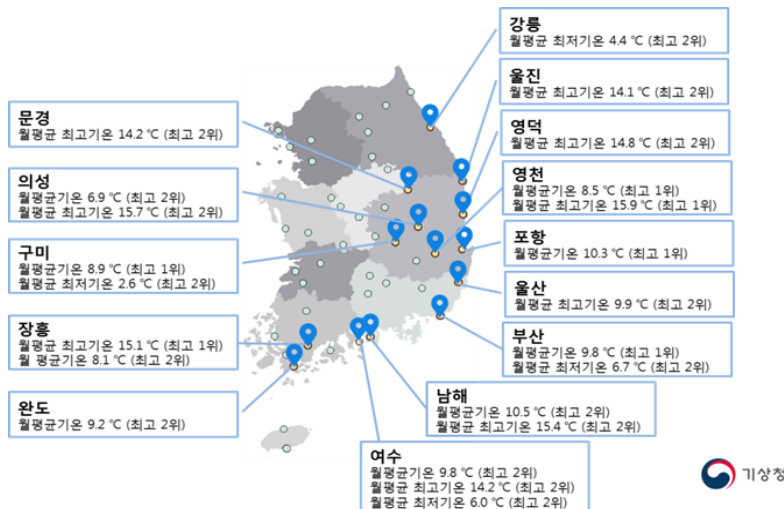 강릉
월평균 최저기온 4.4 ℃ (최고 2위)
울진
월평균 최고기온 14.1 ℃ (최고 2위)
문경
월평균 최고기온 14.2 ℃ (최고 2위)
영덕
월평균 최고기온 14.8 ℃ (최고 2위)
의성
월평균기온 6.9 ℃ (최고 2위)
월평균 최고기온 15.7 ℃ (최고 2위)
영천
월평균기온 8.5 ℃ (최고 1위)
월평균 최고기온 15.9 ℃ (최고 1위)
구미
월평균기온 8.9 ℃ (최고 1위)
월평균 최저기온 2.6 ℃ (최고 2위)
포항
월평균기온 10.3 ℃ (최고 1위)
울산
월평균 최고기온 9.9 ℃ (최고 2위)
장흥
월평균 최고기온 15.1 ℃ (최고 1위)
월 평균기온 8.1 ℃ (최고 2위)
부산
월평균기온 9.8 ℃ (최고 1위)
월평균 최저기온 6.7 ℃ (최고 2위)
완도
월평균기온 9.2 ℃ (최고 2위)
남해
월평균기온 10.5 ℃ (최고 2위)
월평균 최고기온 15.4 ℃ (최고 2위)
여수
월평균기온 9.8 ℃ (최고 2위)
월평균 최고기온 14.2 ℃ (최고 2위)
월평균 최저기온 6.0 ℃ (최고 2위)
기상청